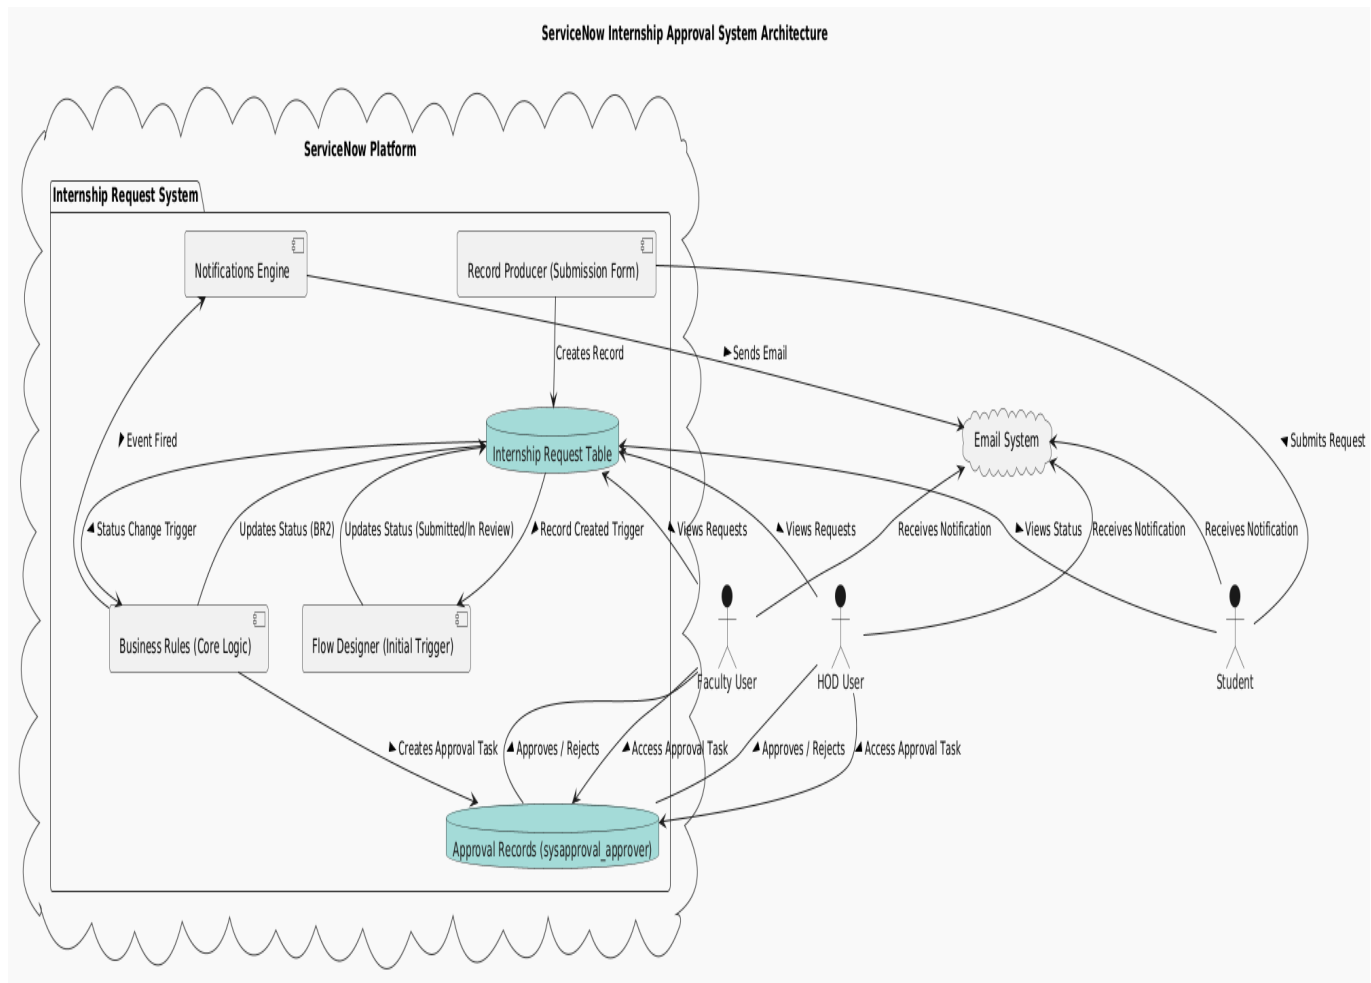 ServiceNow Internship Approval System Architecture
ServiceNow Platform
Internship Request System
Notifications Engine
Record Producer (Submission Form)
Creates Record
Sends Email
Event Fired
Internship Request Table
Email System
Submits Request
Status Change Trigger
Updates Status (BR2)
Updates Status (Submitted/In Review)
Record Created Trigger
Views Requests
Views Requests
Receives Notification
Views Status
Receives Notification
Receives Notification
Business Rules (Core Logic)
Flow Designer (Initial Trigger)
Faculty User
HOD User
Student
Creates Approval Task
Approves / Rejects
Access Approval Task
Approves / Rejects
Access Approval Task
Approval Records (sysapproval_approver)